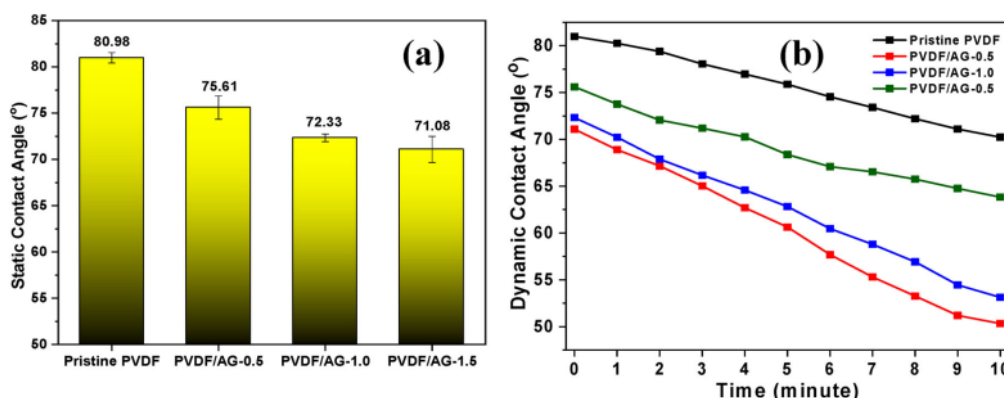 (a)
Static Contact Angle (°)
85
80
75
70
65
60
55
50
80.98
75.61
72.33
71.08
Pristine PVDF
PVDF/AG-0.5
PVDF/AG-1.0
PVDF/AG-1.5
(b)
Dynamic Contact Angle (°)
80
75
70
65
60
55
50
Pristine PVDF
PVDF/AG-0.5
PVDF/AG-1.0
PVDF/AG-0.5
0 1 2 3 4 5 6 7 8 9 10
Time (minute)